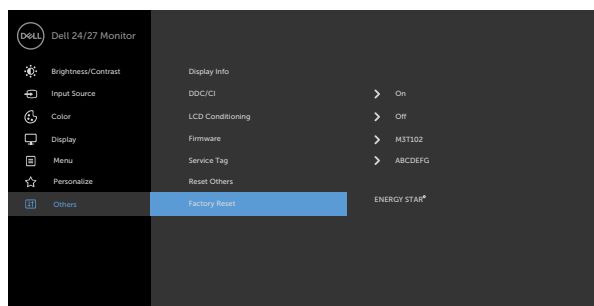 DELL
Dell 24/27 Monitor
Brightness/Contrast
Display Info
Input Source
DDC/CI
On
Color
LCD Conditioning
Off
Display
Firmware
M3T102
Menu
Service Tag
ABCDEFG
Personalize
Reset Others
Others
Factory Reset
ENERGY STAR®